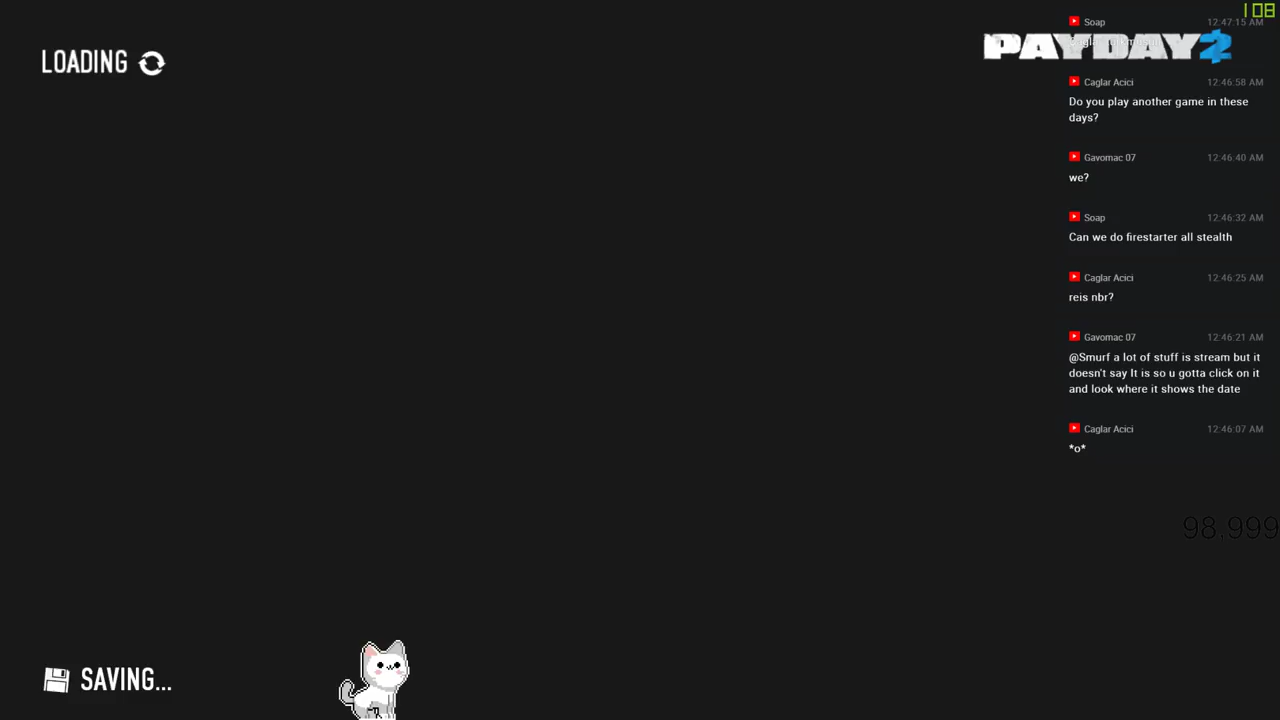 108
LOADING
PAYDAY 2
Soap 12:47:15 AM
Caglar Acici 12:46:58 AM
Do you play another game in these
days?
Gavomac 07 12:46:40 AM
we?
Soap 12:46:32 AM
Can we do firestarter all stealth
Caglar Acici 12:46:25 AM
reis nbr?
Gavomac 07 12:46:21 AM
@Smurf a lot of stuff is stream but it
doesn't say It is so u gotta click on it
and look where it shows the date
Caglar Acici 12:46:07 AM
*o*
98,999
SAVING...